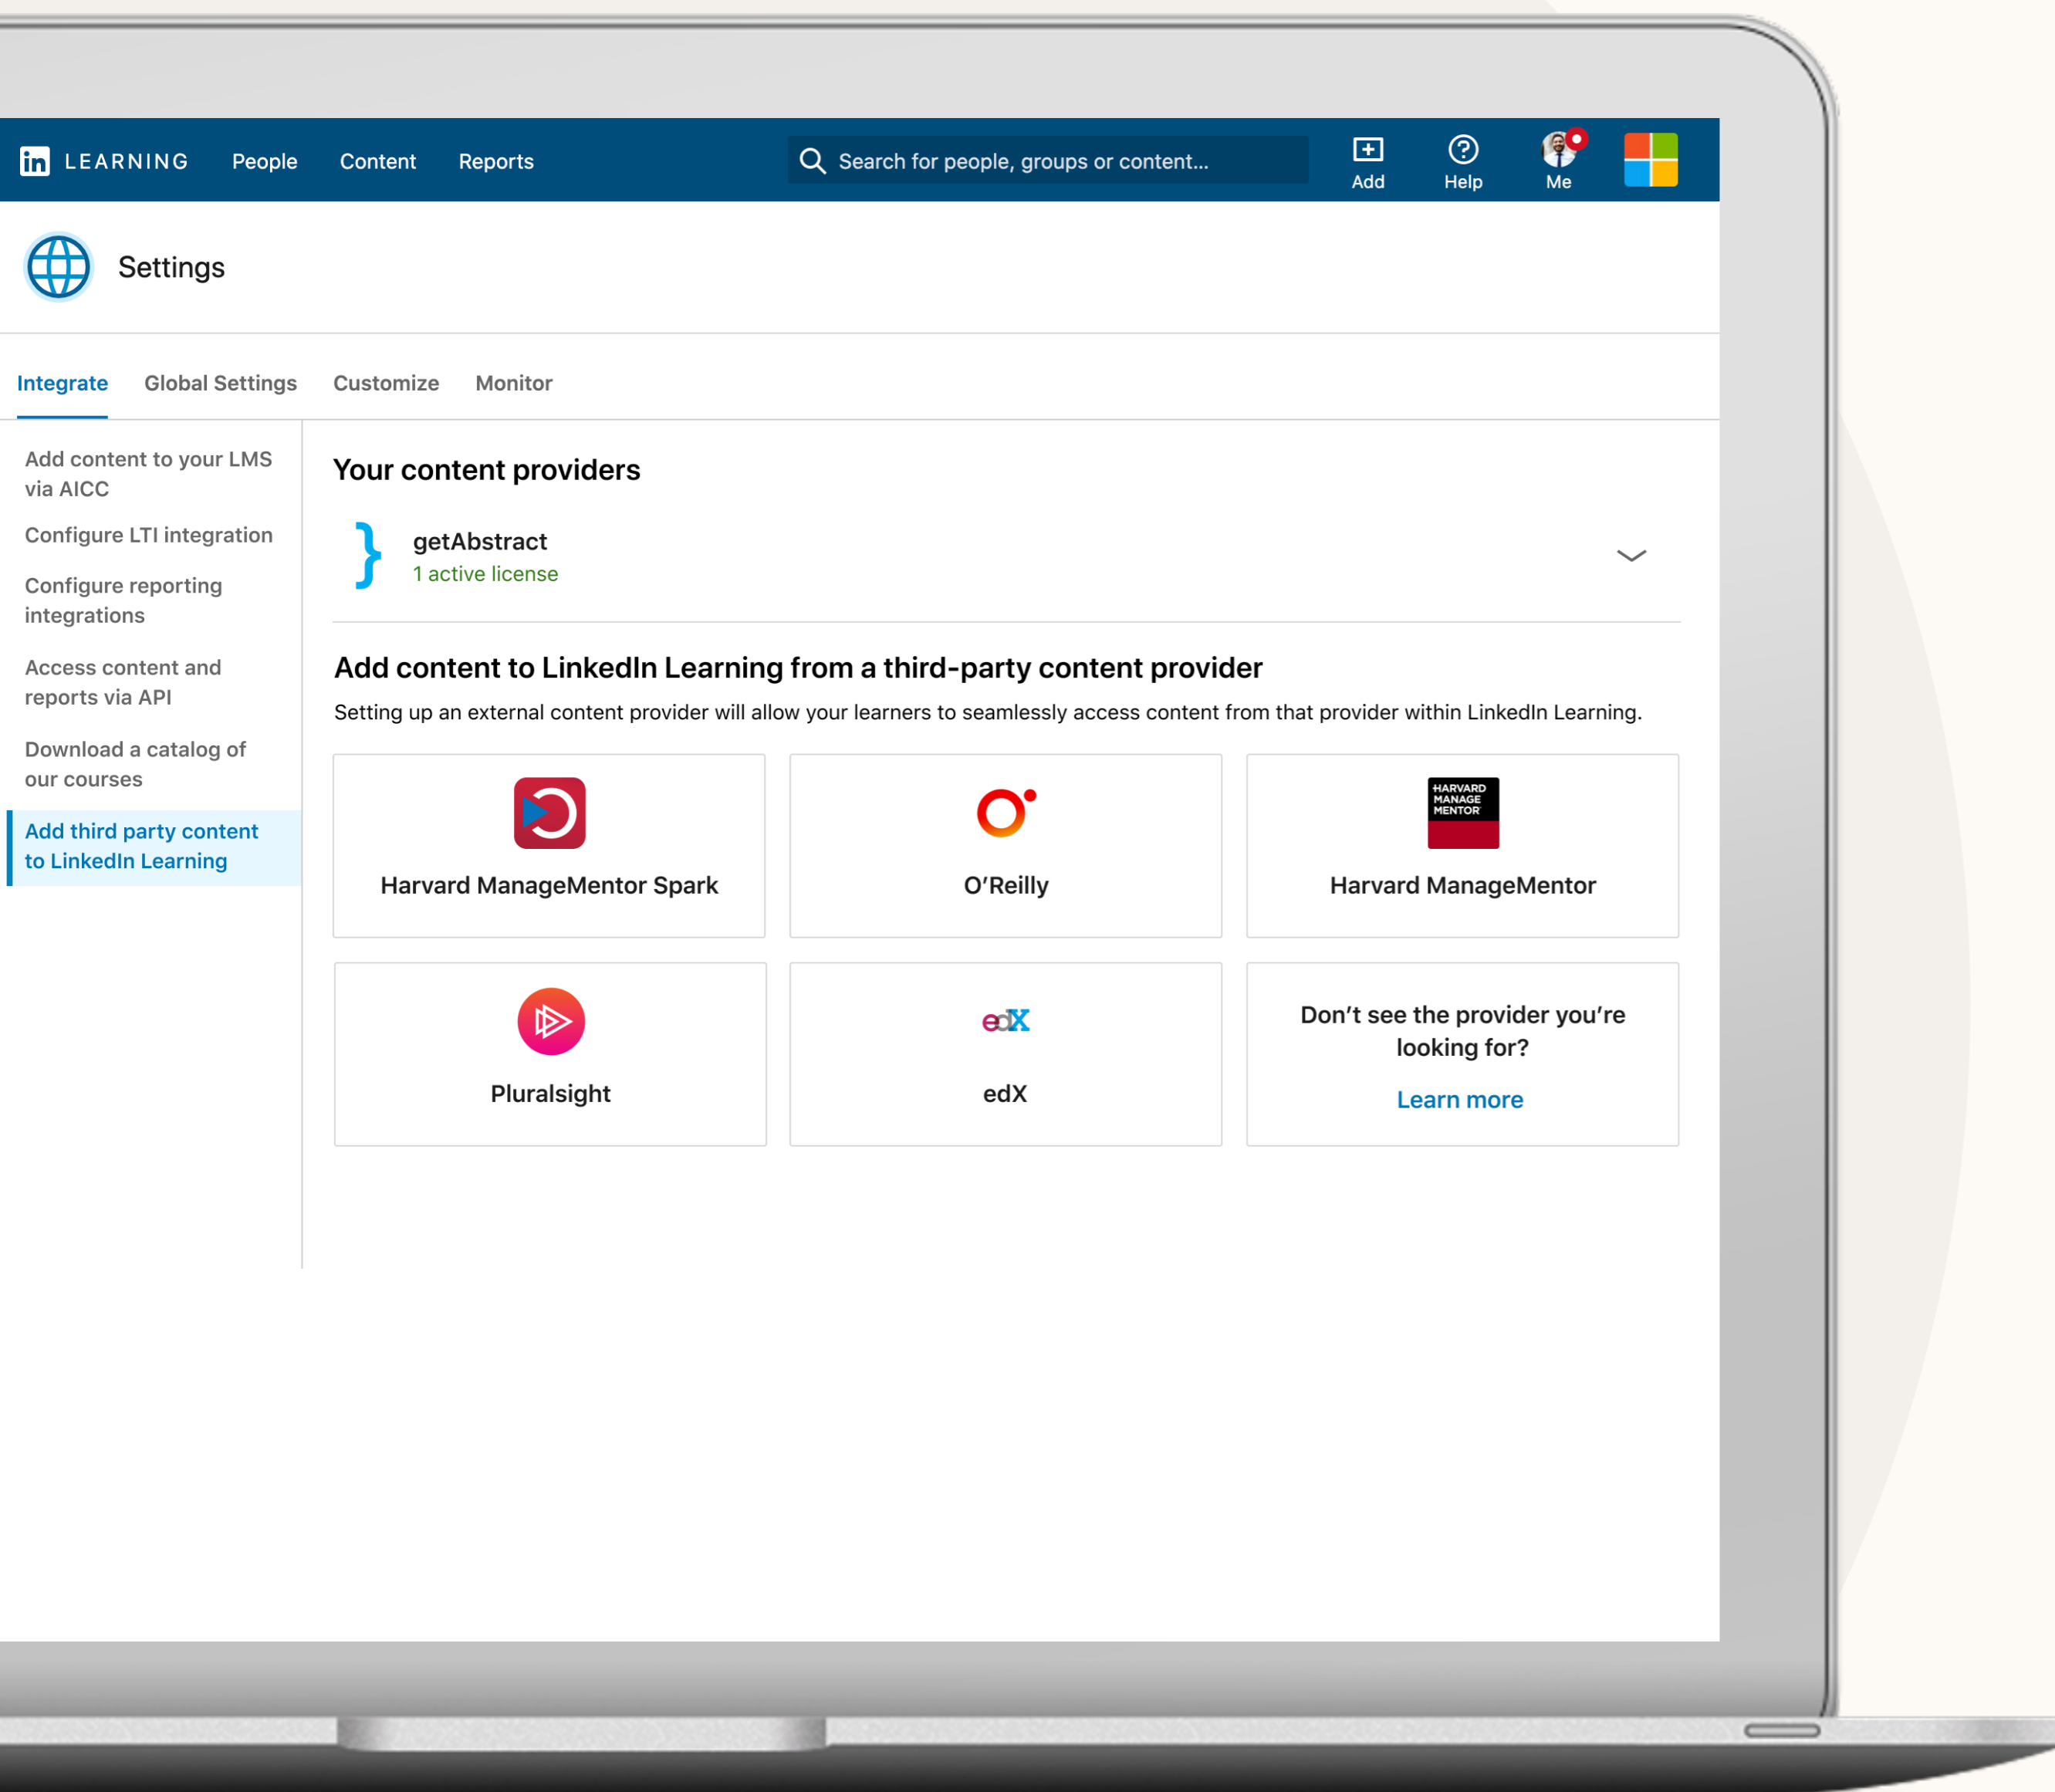 in LEARNING People Content Reports Search for people, groups or content... Add Help Me
Settings
Integrate Global Settings Customize Monitor
Add content to your LMS
via AICC
Configure LTI integration
Configure reporting
integrations
Access content and
reports via API
Download a catalog of
our courses
Add third party content
to LinkedIn Learning
Your content providers
getAbstract
1 active license
Add content to LinkedIn Learning from a third-party content provider
Setting up an external content provider will allow your learners to seamlessly access content from that provider within LinkedIn Learning.
Harvard ManageMentor Spark
O’Reilly
HARVARD
MANAGE
MENTOR
Harvard ManageMentor
Pluralsight
edX
edX
Don’t see the provider you’re
looking for?
Learn more